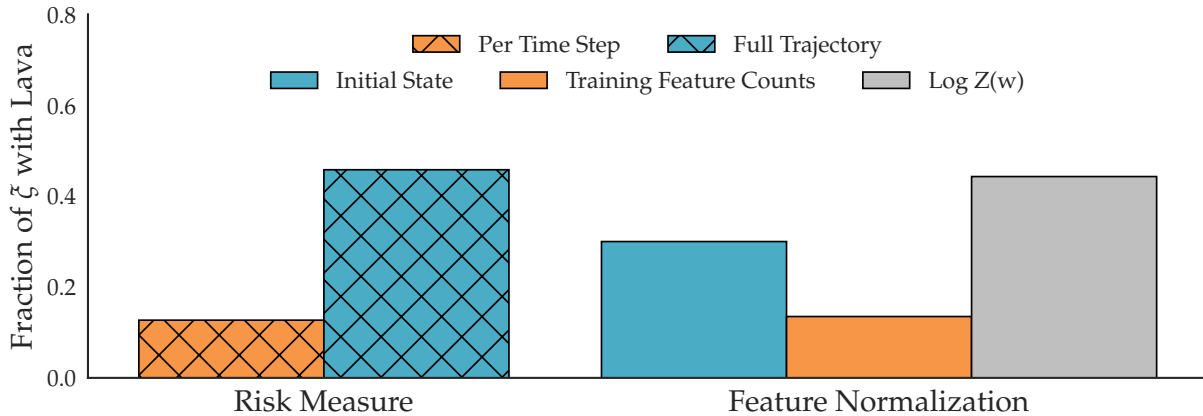 Fraction of ξ with Lava
0.8
0.6
0.4
0.2
0.0
Per Time Step
Full Trajectory
Initial State
Training Feature Counts
Log Z(w)
Risk Measure
Feature Normalization